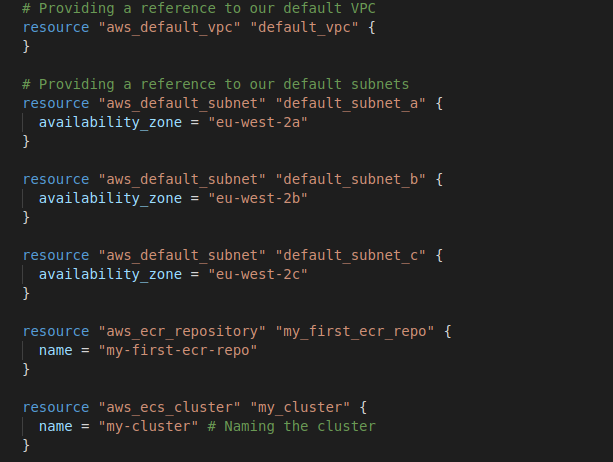 # Providing a reference to our default VPC
resource "aws_default_vpc" "default_vpc" {
}
# Providing a reference to our default subnets
resource "aws_default_subnet" "default_subnet_a" {
  availability_zone = "eu-west-2a"
}
resource "aws_default_subnet" "default_subnet_b" {
  availability_zone = "eu-west-2b"
}
resource "aws_default_subnet" "default_subnet_c" {
  availability_zone = "eu-west-2c"
}
resource "aws_ecr_repository" "my_first_ecr_repo" {
  name = "my-first-ecr-repo"
}
resource "aws_ecs_cluster" "my_cluster" {
  name = "my-cluster" # Naming the cluster
}